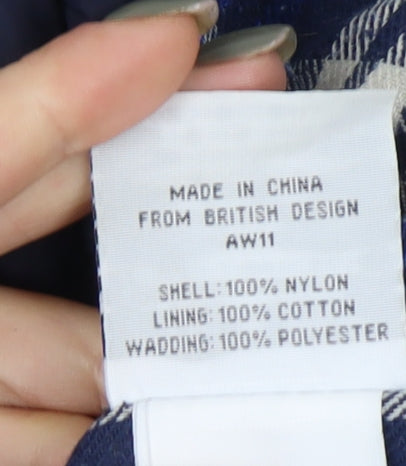 MADE IN CHINA
FROM BRITISH DESIGN
AW11
SHELL: 100% NYLON
LINING: 100% COTTON
WADDING: 100% POLYESTER